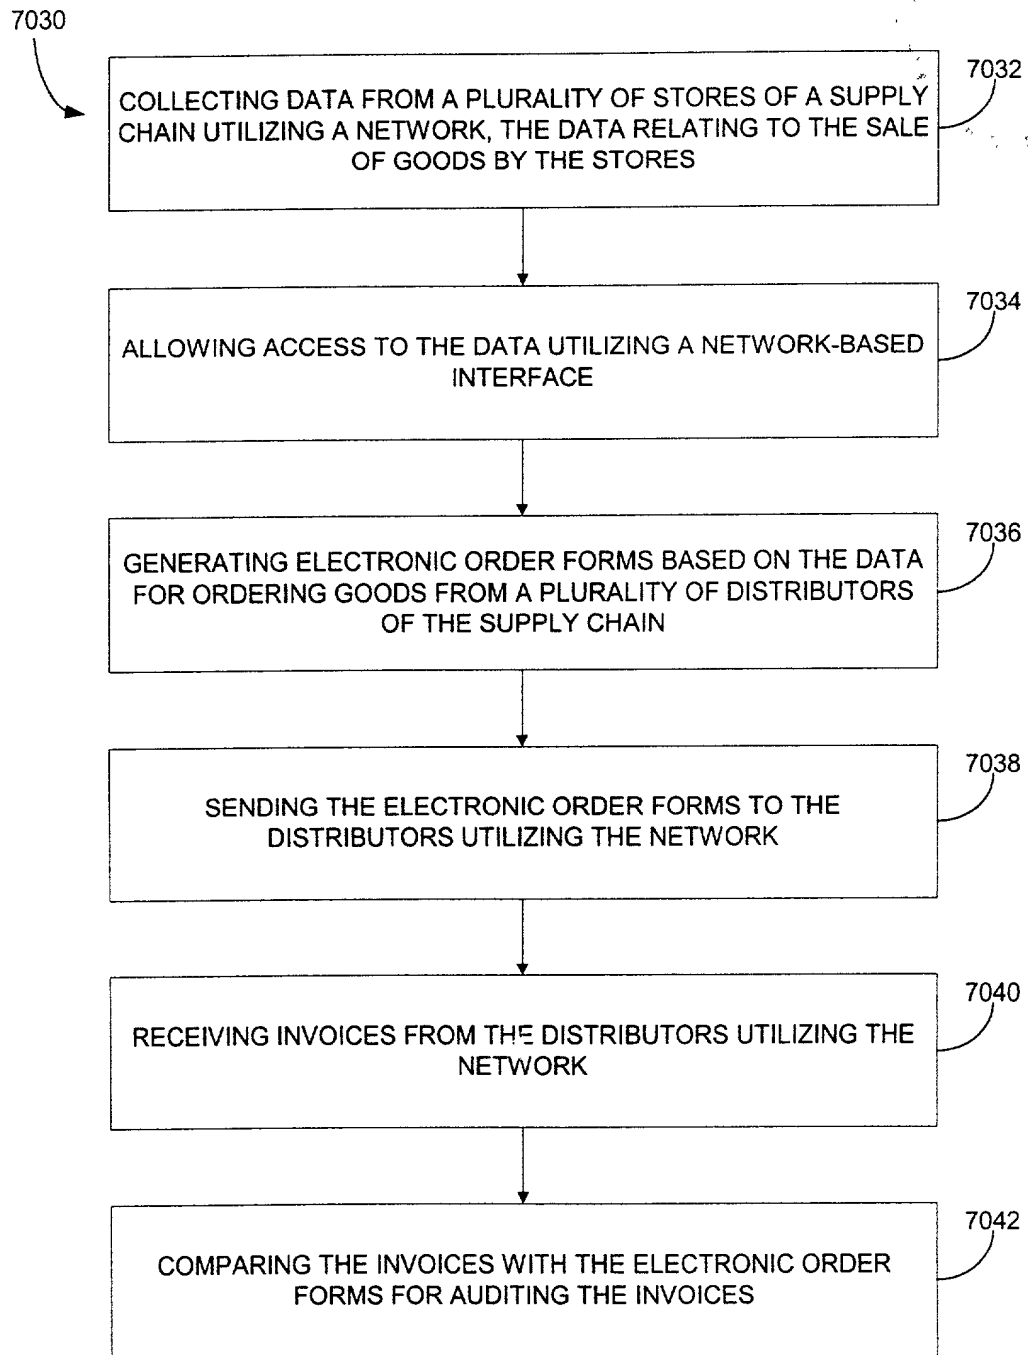 7030
7032
COLLECTING DATA FROM A PLURALITY OF STORES OF A SUPPLY
CHAIN UTILIZING A NETWORK, THE DATA RELATING TO THE SALE
OF GOODS BY THE STORES
7034
ALLOWING ACCESS TO THE DATA UTILIZING A NETWORK-BASED
INTERFACE
7036
GENERATING ELECTRONIC ORDER FORMS BASED ON THE DATA
FOR ORDERING GOODS FROM A PLURALITY OF DISTRIBUTORS
OF THE SUPPLY CHAIN
7038
SENDING THE ELECTRONIC ORDER FORMS TO THE
DISTRIBUTORS UTILIZING THE NETWORK
7040
RECEIVING INVOICES FROM THE DISTRIBUTORS UTILIZING THE
NETWORK
7042
COMPARING THE INVOICES WITH THE ELECTRONIC ORDER
FORMS FOR AUDITING THE INVOICES